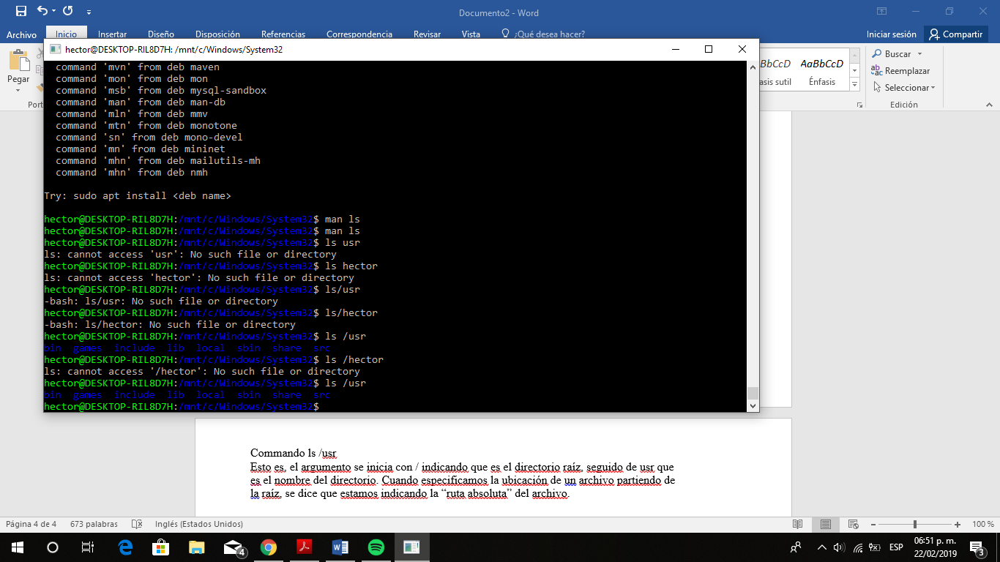 Documento2 - Word
Archivo Inicio Insertar Diseño Disposición Referencias Correspondencia Revisar Vista ¿Qué desea hacer? Iniciar sesión Compartir
hector@DESKTOP-RIL8D7H: /mnt/c/Windows/System32
Pegar
Port
BbCcD AaBbCcD
asis sutil Énfasis
Buscar
Reemplazar
Seleccionar
Edición
command 'mvn' from deb maven
command 'mon' from deb mon
command 'msb' from deb mysql-sandbox
command 'man' from deb man-db
command 'mln' from deb mmv
command 'mtn' from deb monotone
command 'sn' from deb mono-devel
command 'mn' from deb mininet
command 'mhn' from deb mailutils-mh
command 'mhn' from deb nmh
Try: sudo apt install <deb name>
hector@DESKTOP-RIL8D7H:/mnt/c/Windows/System32$ man ls
hector@DESKTOP-RIL8D7H:/mnt/c/Windows/System32$ man ls
hector@DESKTOP-RIL8D7H:/mnt/c/Windows/System32$ ls usr
ls: cannot access 'usr': No such file or directory
hector@DESKTOP-RIL8D7H:/mnt/c/Windows/System32$ ls hector
ls: cannot access 'hector': No such file or directory
hector@DESKTOP-RIL8D7H:/mnt/c/Windows/System32$ ls/usr
-bash: ls/usr: No such file or directory
hector@DESKTOP-RIL8D7H:/mnt/c/Windows/System32$ ls/hector
-bash: ls/hector: No such file or directory
hector@DESKTOP-RIL8D7H:/mnt/c/Windows/System32$ ls /usr
bin games include lib local sbin share src
hector@DESKTOP-RIL8D7H:/mnt/c/Windows/System32$ ls /hector
ls: cannot access '/hector': No such file or directory
hector@DESKTOP-RIL8D7H:/mnt/c/Windows/System32$ ls /usr
bin games include lib local sbin share src
hector@DESKTOP-RIL8D7H:/mnt/c/Windows/System32$
Commando ls /usr
Esto es, el argumento se inicia con / indicando que es el directorio raíz, seguido de usr que
es el nombre del directorio. Cuando especificamos la ubicación de un archivo partiendo de
la raíz, se dice que estamos indicando la “ruta absoluta” del archivo.
Página 4 de 4 673 palabras Inglés (Estados Unidos) 100 %
4 ESP 06:51 p. m.
22/02/2019 3